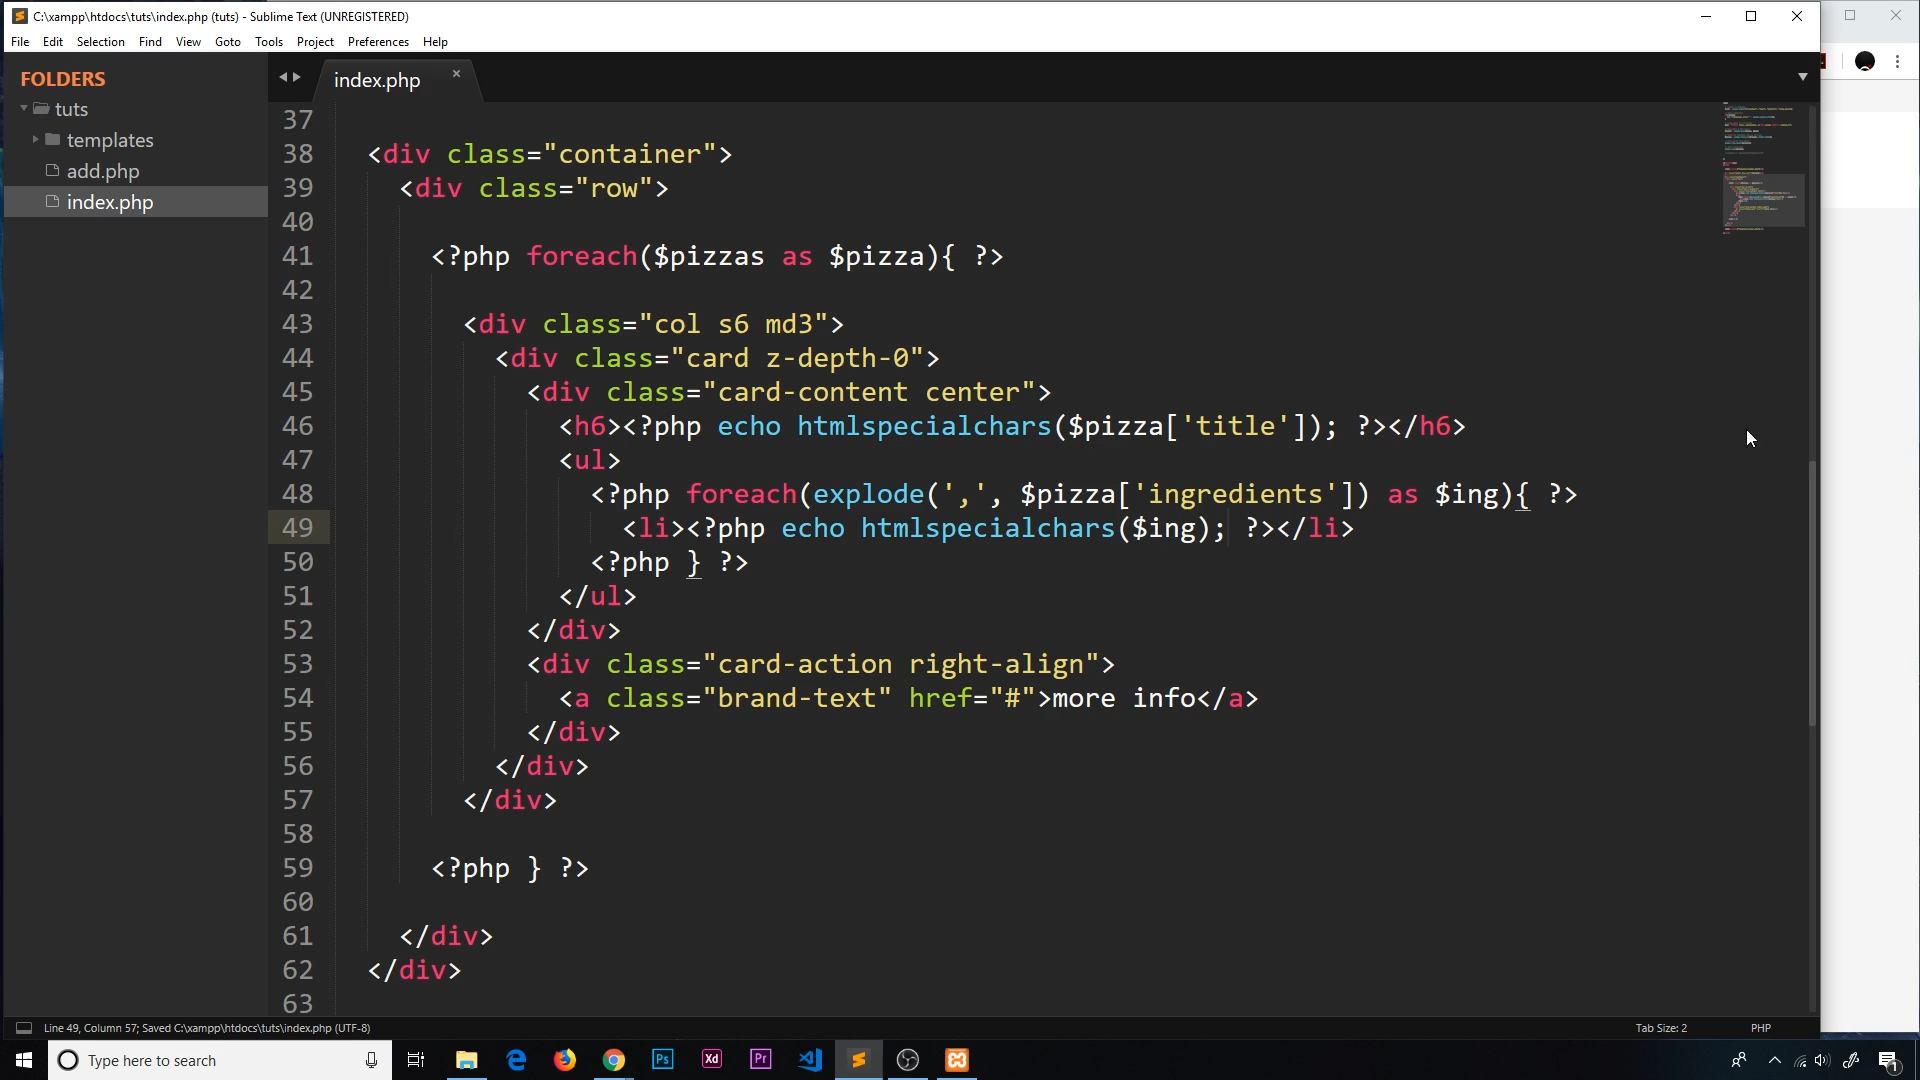 C:\xampp\htdocs\tuts\index.php (tuts) - Sublime Text (UNREGISTERED)
File Edit Selection Find View Goto Tools Project Preferences Help
FOLDERS
tuts
templates
add.php
index.php
index.php
37
38 <div class="container">
39 <div class="row">
40
41 <?php foreach($pizzas as $pizza){ ?>
42
43 <div class="col s6 md3">
44 <div class="card z-depth-0">
45 <div class="card-content center">
46 <h6><?php echo htmlspecialchars($pizza['title']); ?></h6>
47 <ul>
48 <?php foreach(explode(',', $pizza['ingredients']) as $ing){ ?>
49 <li><?php echo htmlspecialchars($ing); ?></li>
50 <?php } ?>
51 </ul>
52 </div>
53 <div class="card-action right-align">
54 <a class="brand-text" href="#">more info</a>
55 </div>
56 </div>
57 </div>
58
59 <?php } ?>
60
61 </div>
62 </div>
63
Line 49, Column 57; Saved C:\xampp\htdocs\tuts\index.php (UTF-8) Tab Size: 2 PHP
Type here to search
Ps Xd Pr
1